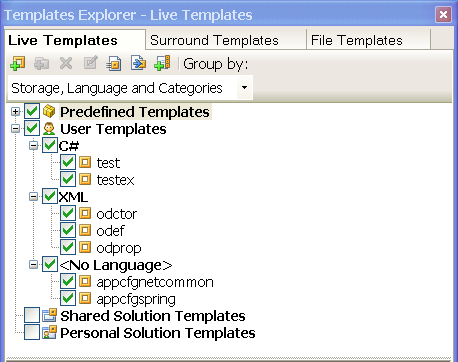 Templates Explorer - Live Templates
Live Templates Surround Templates File Templates
Group by:
Storage, Language and Categories
Predefined Templates
User Templates
C#
test
testex
XML
odctor
odef
odprop
<No Language>
appcfgnetcommon
appcfgspring
Shared Solution Templates
Personal Solution Templates